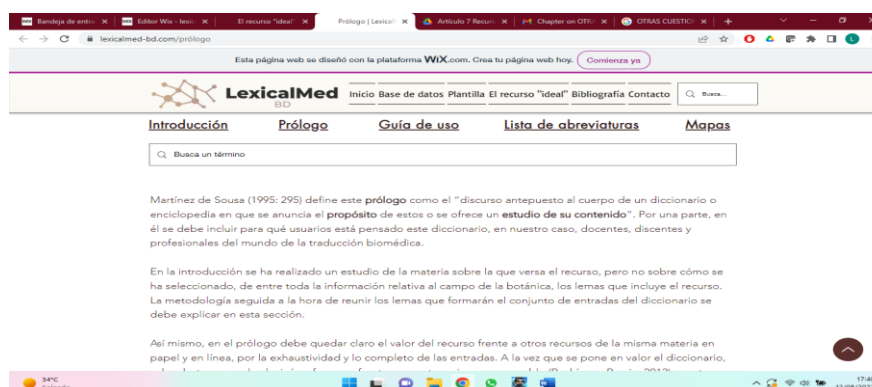 Bandeja de entra
Editor Wix - lexic
El recurso "ideal"
Prólogo | Lexical
Artículo 7 Recur
Chapter on OTR
OTRAS CUESTIO
lexicalmed-bd.com/prólogo
Esta página web se diseñó con la plataforma WiX.com. Crea tu página web hoy. Comienza ya
LexicalMed
BD
Inicio Base de datos Plantilla El recurso "ideal" Bibliografía Contacto
Busca...
Introducción Prólogo Guía de uso Lista de abreviaturas Mapas
Busca un término
Martínez de Sousa (1995: 295) define este prólogo como el "discurso antepuesto al cuerpo de un diccionario o
enciclopedia en que se anuncia el propósito de estos o se ofrece un estudio de su contenido". Por una parte, en
él se debe incluir para qué usuarios está pensado este diccionario, en nuestro caso, docentes, discentes y
profesionales del mundo de la traducción biomédica.
En la introducción se ha realizado un estudio de la materia sobre la que versa el recurso, pero no sobre cómo se
ha seleccionado, de entre toda la información relativa al campo de la botánica, los lemas que incluye el recurso.
La metodología seguida a la hora de reunir los lemas que formarán el conjunto de entradas del diccionario se
debe explicar en esta sección.
Así mismo, en el prólogo debe quedar claro el valor del recurso frente a otros recursos de la misma materia en
papel y en línea, por la exhaustividad y lo completo de las entradas. A la vez que se pone en valor el diccionario,
34°C
17:40